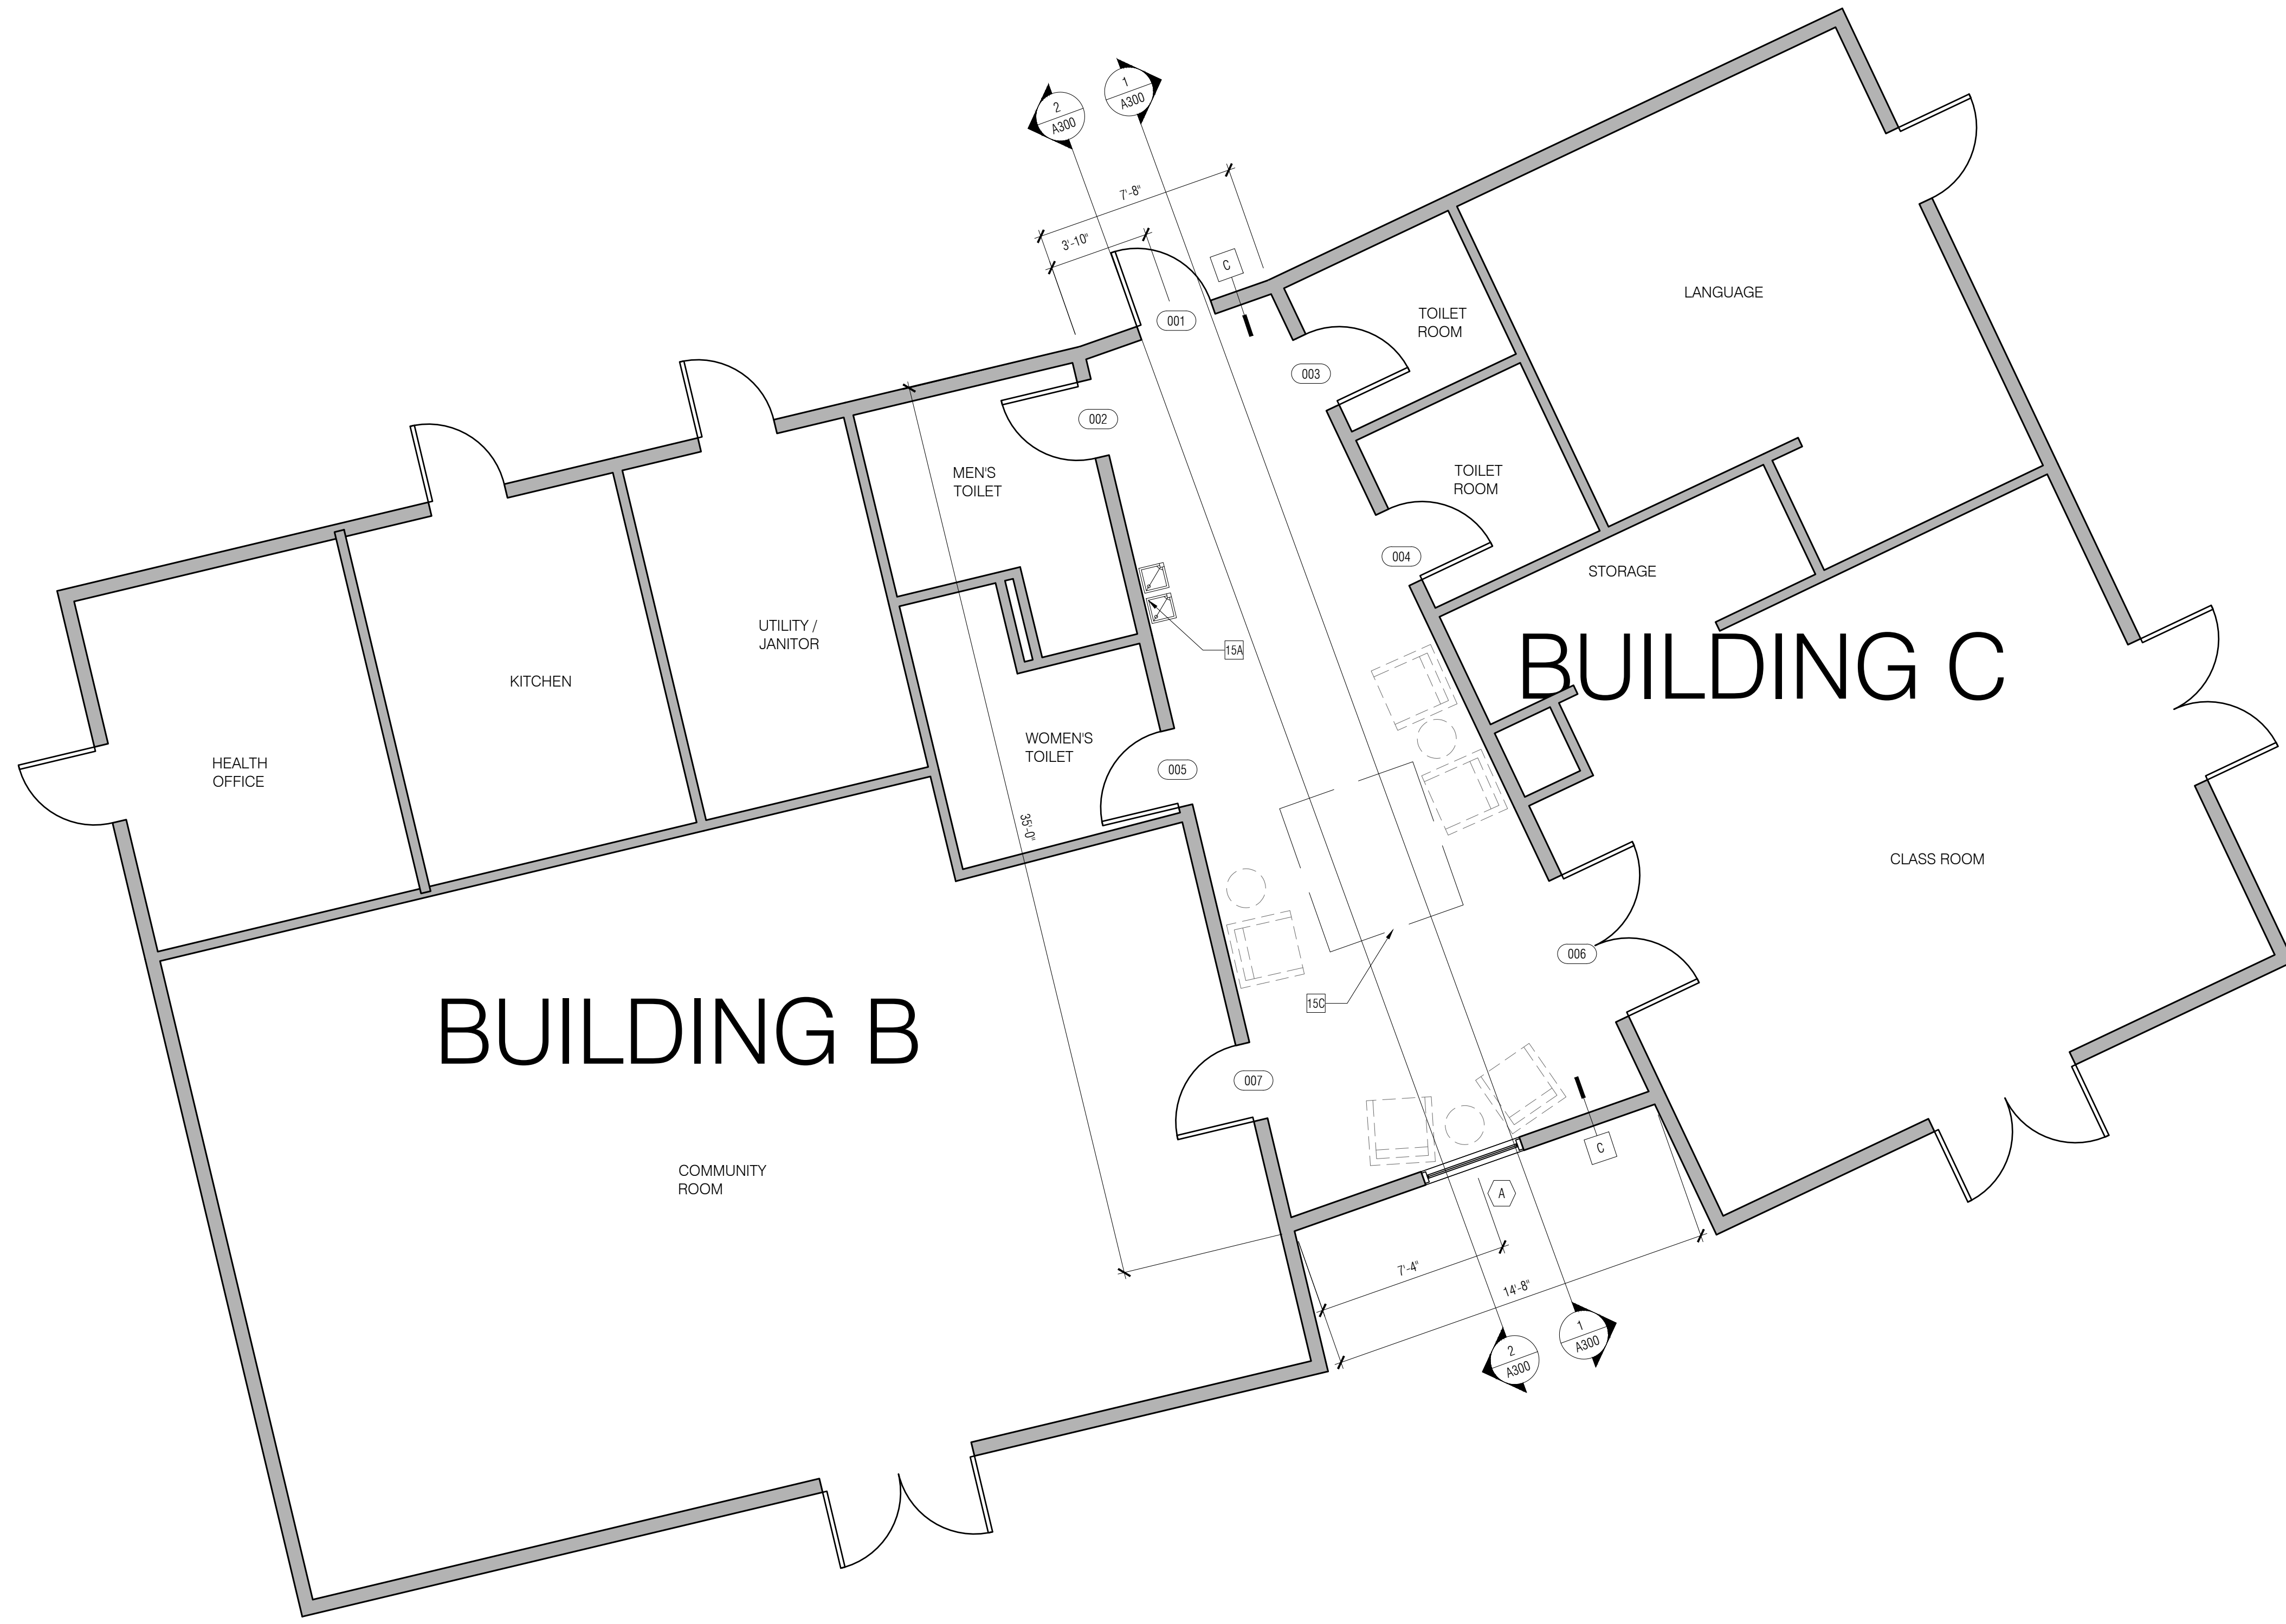 1
A300
2
A300
7'-8"
3'-10"
C
001
LANGUAGE
TOILET
ROOM
003
002
MEN'S
TOILET
TOILET
ROOM
004
STORAGE
UTILITY /
JANITOR
15A
BUILDING C
KITCHEN
WOMEN'S
TOILET
HEALTH
OFFICE
005
35'-0"
CLASS ROOM
006
15C
BUILDING B
007
COMMUNITY
ROOM
C
A
7'-4"
14'-8"
1
A300
2
A300